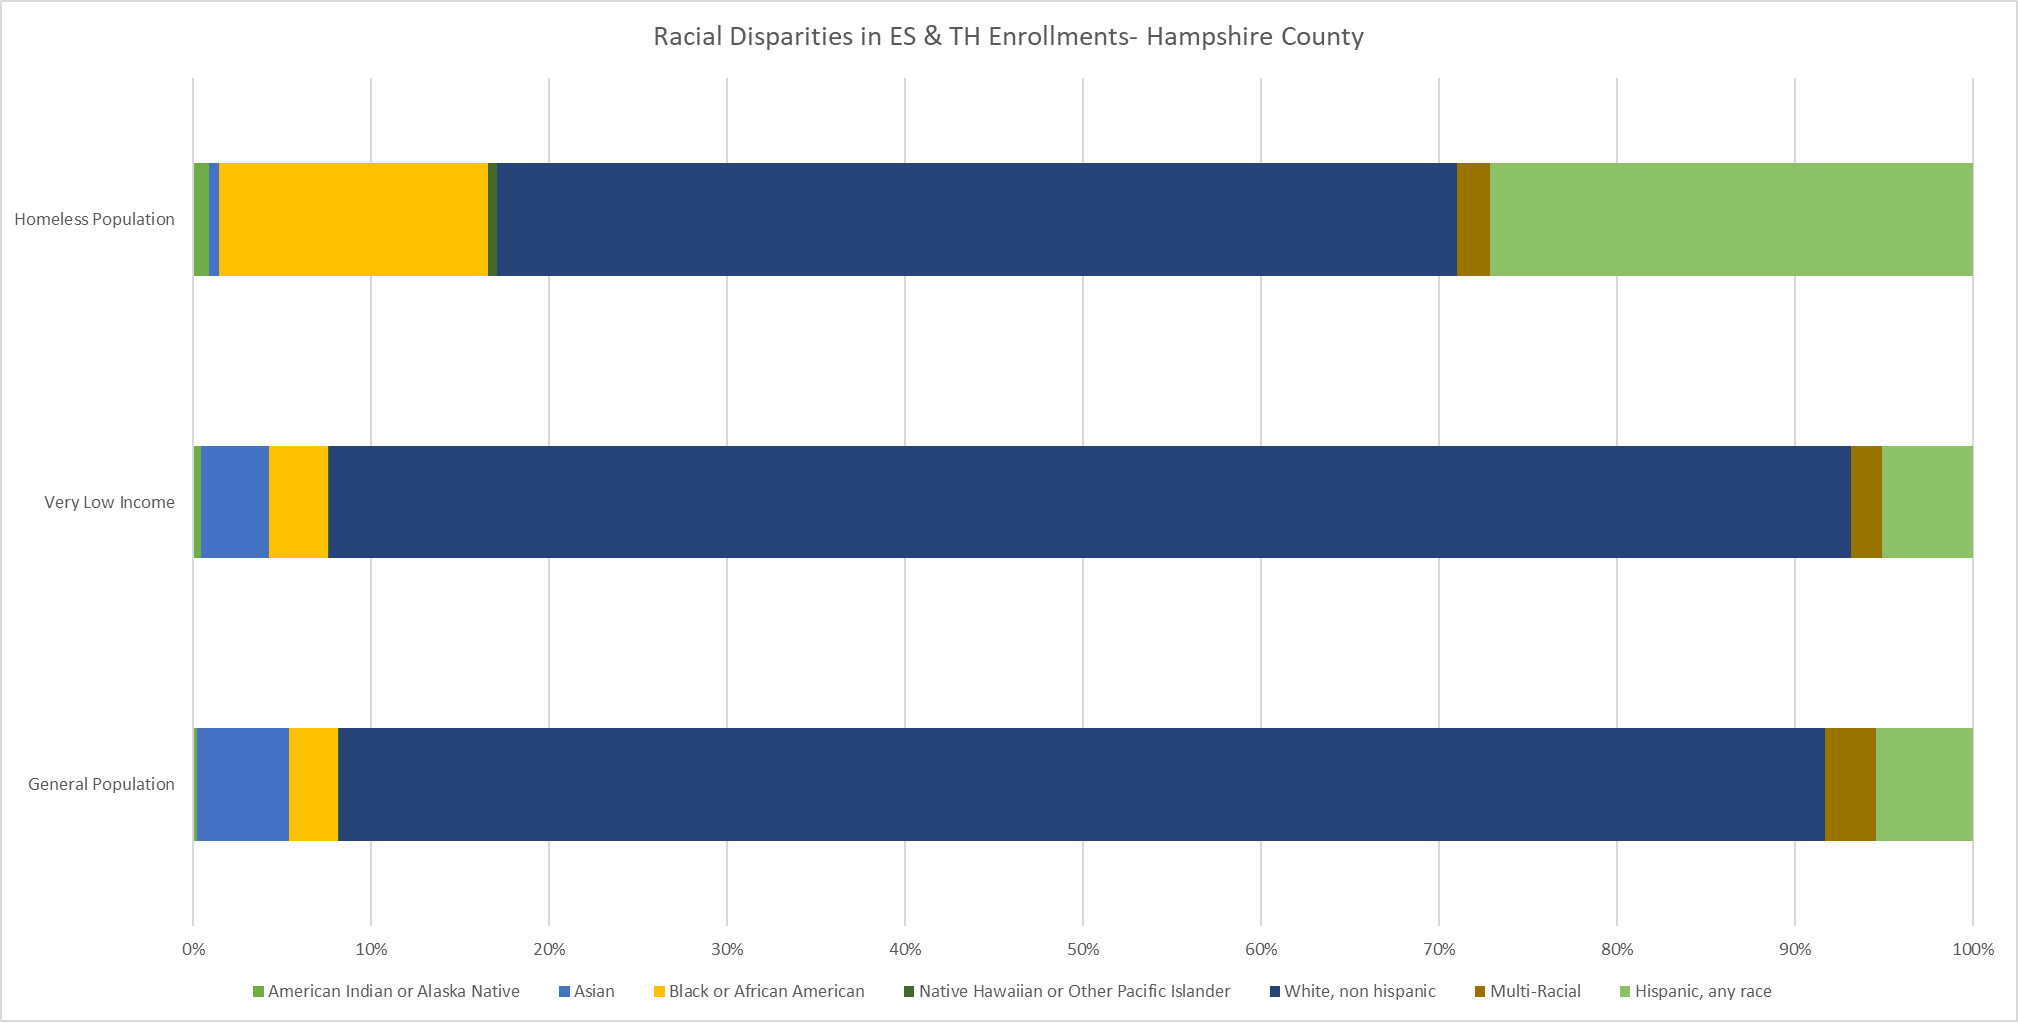 Racial Disparities in ES & TH Enrollments- Hampshire County
Homeless Population
Very Low Income
General Population
0% 10% 20% 30% 40% 50% 60% 70% 80% 90% 100%
American Indian or Alaska Native Asian Black or African American Native Hawaiian or Other Pacific Islander White, non hispanic Multi-Racial Hispanic, any race